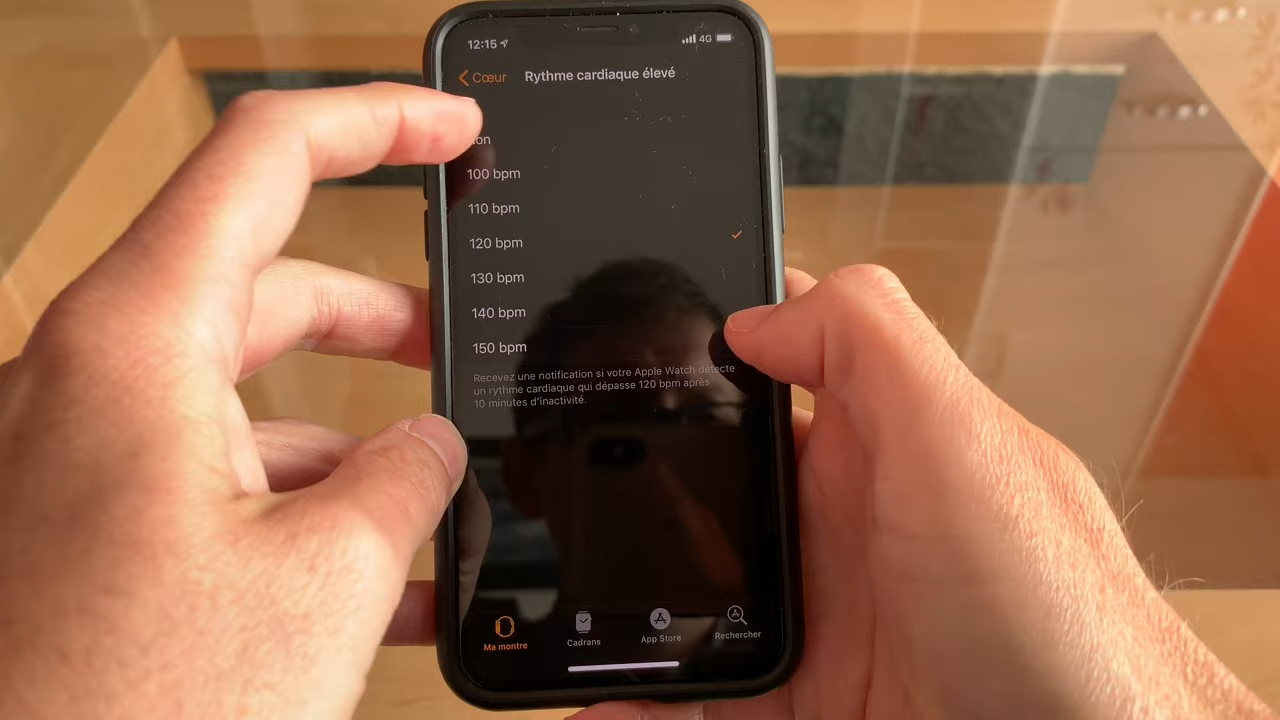 12:15
4G
Cœur
Rythme cardiaque élevé
100 bpm
110 bpm
120 bpm
130 bpm
140 bpm
150 bpm
Recevez une notification si votre Apple Watch détecte
un rythme cardiaque qui dépasse 120 bpm après
10 minutes d'inactivité.
Ma montre
Cadrans
App Store
Rechercher